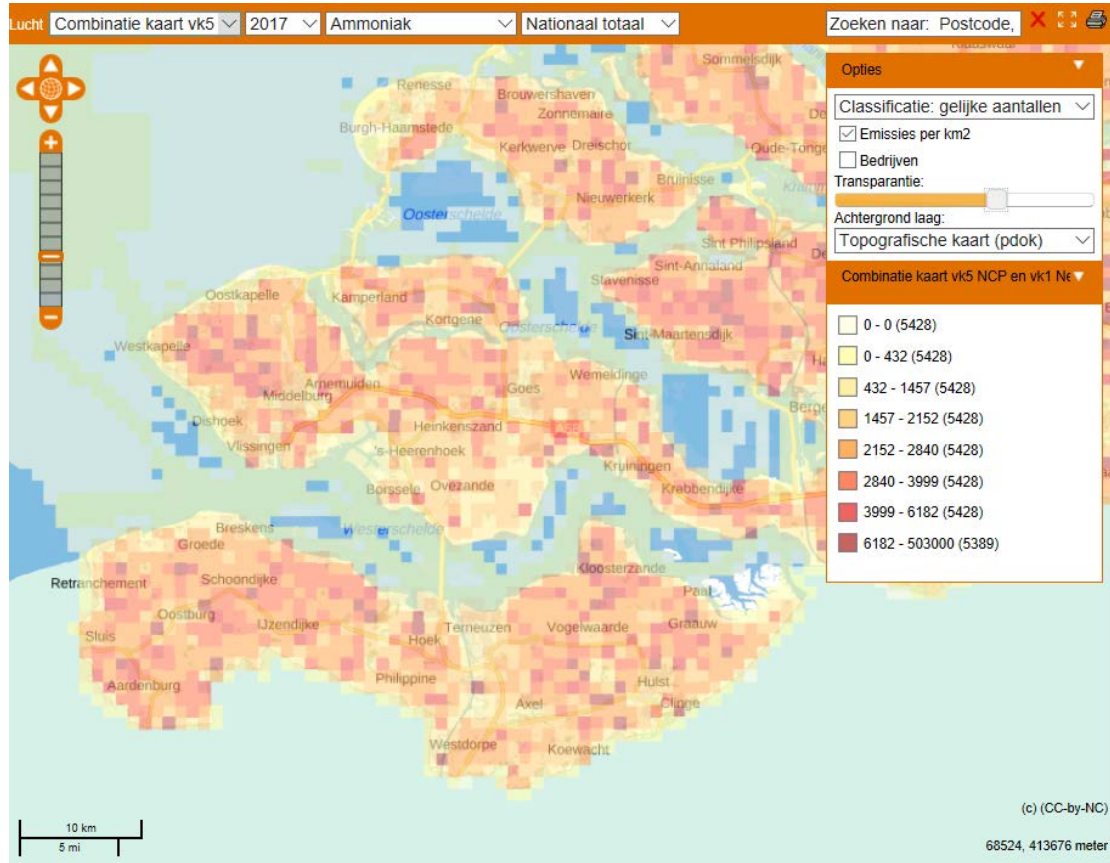 Lucht Combinatie kaart vk5 2017 Ammoniak Nationaal totaal Zoeken naar: Postcode,
Opties
Classificatie: gelijke aantallen
Emissies per km2
Bedrijven
Transparantie:
Achtergrond laag:
Topografische kaart (pdok)
Combinatie kaart vk5 NCP en vk1 Ne
0 - 0 (5428)
0 - 432 (5428)
432 - 1457 (5428)
1457 - 2152 (5428)
2152 - 2840 (5428)
2840 - 3999 (5428)
3999 - 6182 (5428)
6182 - 503000 (5389)
Sommelsdijk
Renesse
Brouwershaven
Zonnemaire
Burgh-Haamstede
Kerkwerve Dreischor
Oude-Tonge
Bruinisse
Nieuwerkerk
Oosterschelde
Sint Philipsland
Sint-Annaland
Stavenisse
Oostkapelle
Kamperland
Kortgene
Oosterschelde
Sint-Maartensdijk
Westkapelle
Wemeldinge
Arnemuiden
Goes
Middelburg
Dishoek
Heinkenszand
A58
Vlissingen
's-Heerenhoek
Kruiningen
Borssele Ovezande
Krabbendijke
Breskens
Westerschelde
Groede
Kloosterzande
Retranchement
Schoondijke
Paal
Oostburg
IJzendijke
Terneuzen
Vogelwaarde
Graauw
Sluis
Hoek
Philippine
Hulst
Aardenburg
Axel
Clinge
Westdorpe
Koewacht
(c) (CC-by-NC)
10 km
5 mi
68524, 413676 meter